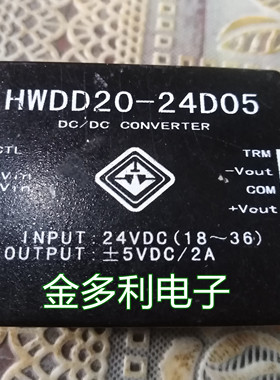 HWDD20-24D05
DC/DC CONVERTER
CTL
TRM
Vin
-Vout
Vin
COM
+Vout
INPUT: 24VDC(18～36)
OUTPUT: ±5VDC/2A
金多利电子